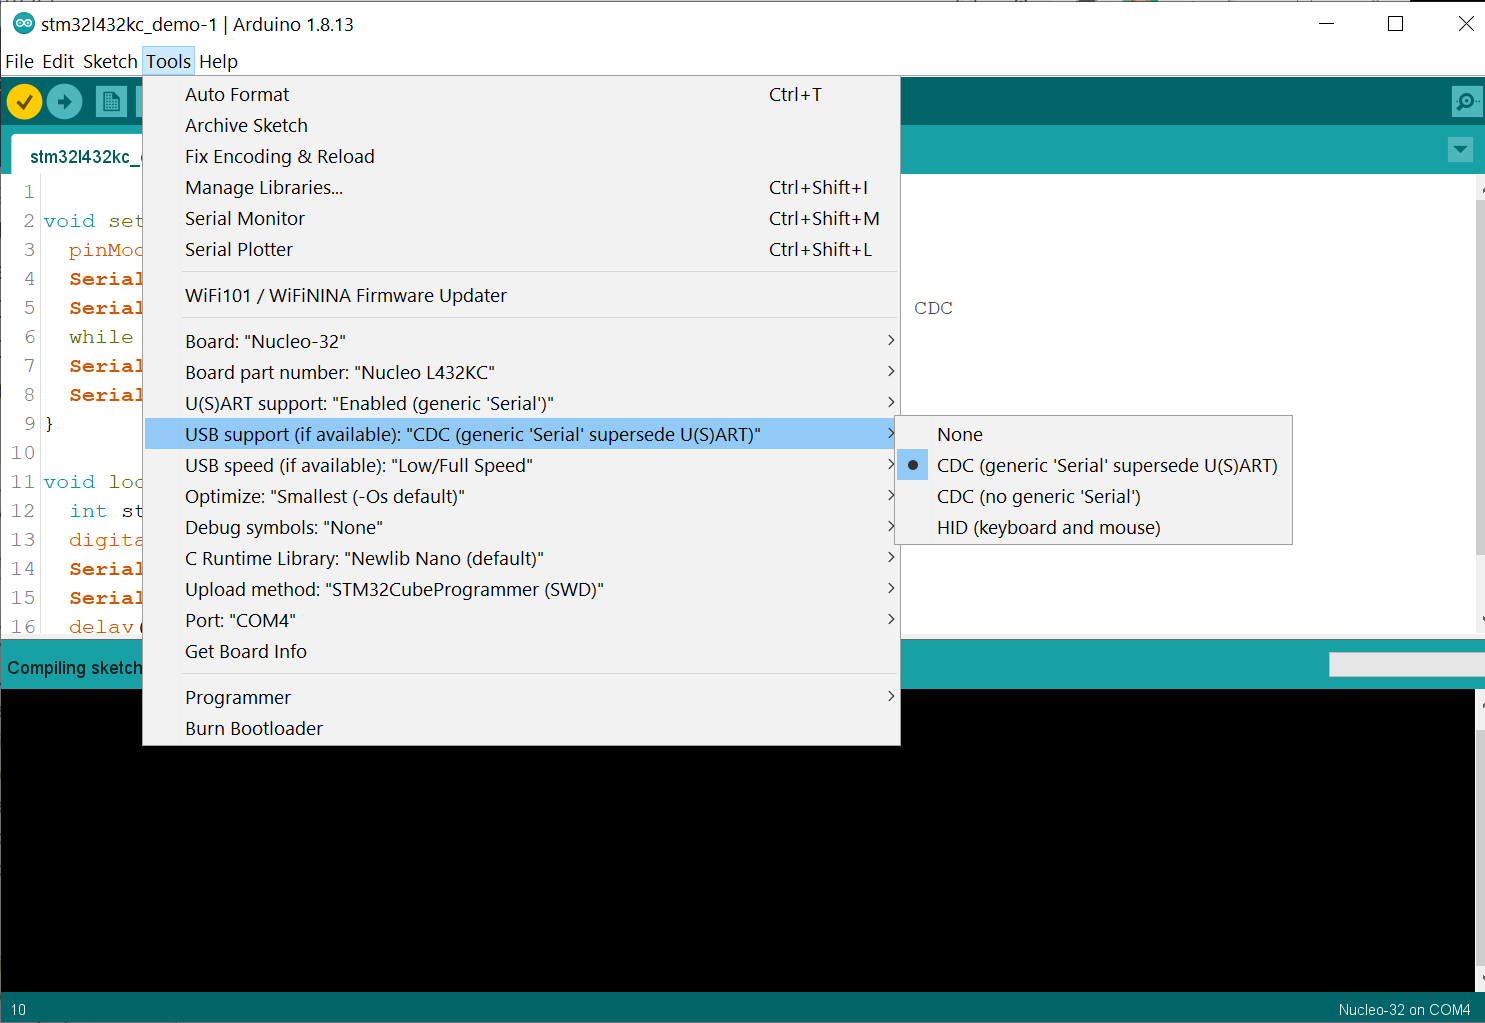 stm32l432kc_demo-1 | Arduino 1.8.13
File Edit Sketch Tools Help
Auto Format Ctrl+T
Archive Sketch
Fix Encoding & Reload
Manage Libraries... Ctrl+Shift+I
Serial Monitor Ctrl+Shift+M
Serial Plotter Ctrl+Shift+L
WiFi101 / WiFiNINA Firmware Updater
Board: "Nucleo-32"
Board part number: "Nucleo L432KC"
U(S)ART support: "Enabled (generic 'Serial')"
USB support (if available): "CDC (generic 'Serial' supersede U(S)ART)"
USB speed (if available): "Low/Full Speed"
Optimize: "Smallest (-Os default)"
Debug symbols: "None"
C Runtime Library: "Newlib Nano (default)"
Upload method: "STM32CubeProgrammer (SWD)"
Port: "COM4"
Get Board Info
Programmer
Burn Bootloader
None
CDC (generic 'Serial' supersede U(S)ART)
CDC (no generic 'Serial')
HID (keyboard and mouse)
stm32l432kc_
1
2 void set
3 pinMod
4 Serial
5 Serial CDC
6 while
7 Serial
8 Serial
9 }
10
11 void loo
12 int st
13 digita
14 Serial
15 Serial
16 delay(
Compiling sketch
10 Nucleo-32 on COM4